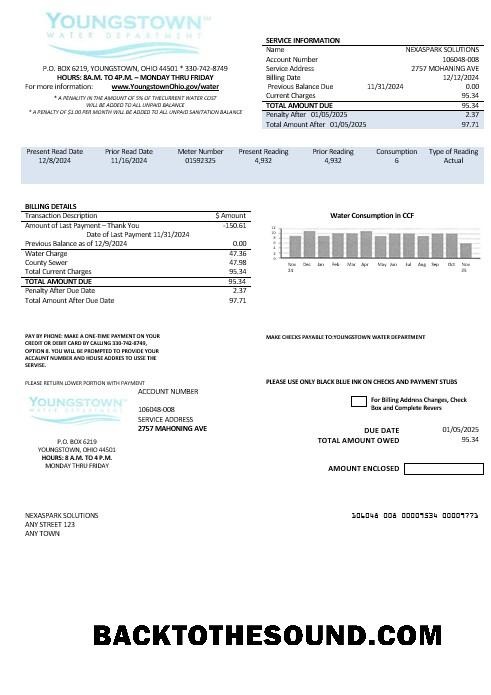 YOUNGSTOWN
WATER DEPARTMENT
P.O. BOX 6219, YOUNGSTOWN, OHIO 44501 * 330-742-8749
HOURS: 8A.M. TO 4P.M. – MONDAY THRU FRIDAY
For more information: www.YoungstownOhio.gov/water
* A PENALTY IN THE AMOUNT OF 5% OF THECURRENT WATER COST
WILL BE ADDED TO ALL UNPAID BALANCE
* A PENALTY OF $1.00 PER MONTH WILL BE ADDED TO ALL UNPAID SANITATION BALANCE
SERVICE INFORMATION
Name NEXASPARK SOLUTIONS
Account Number 106048-008
Service Address 2757 MOHANING AVE
Billing Date 12/12/2024
Previous Balance Due 11/31/2024 0.00
Current Charges 95.34
TOTAL AMOUNT DUE 95.34
Penalty After 01/05/2025 2.37
Total Amount After 01/05/2025 97.71
Present Read Date Prior Read Date Meter Number Present Reading Prior Reading Consumption Type of Reading
12/8/2024 11/16/2024 01592325 4,932 4,932 6 Actual
BILLING DETAILS
Transaction Description $ Amount
Amount of Last Payment – Thank You -150.61
Date of Last Payment 11/31/2024
Previous Balance as of 12/9/2024 0.00
Water Charge 47.36
County Sewer 47.98
Total Current Charges 95.34
TOTAL AMOUNT DUE 95.34
Penalty After Due Date 2.37
Total Amount After Due Date 97.71
Water Consumption in CCF
Nov Dec Jan Feb Mar Apr May Jun Jul Aug Sep Oct Nov
24 25
PAY BY PHONE: MAKE A ONE-TIME PAYMENT ON YOUR
CREDIT OR DEBIT CARD BY CALLING 330-742-8749,
OPTION 8. YOU WILL BE PROMPTED TO PROVIDE YOUR
ACCAUNT NUMBER AND HOUSE ADDRES TO USSE THE
SERVISE.
MAKE CHECKS PAYABLE TO:YOUNGSTOWN WATER DEPARTMENT
PLEASE RETURN LOWER PORTION WITH PAYMENT
PLEASE USE ONLY BLACK BLUE INK ON CHECKS AND PAYMENT STUBS
YOUNGSTOWN
WATER DEPARTMENT
ACCOUNT NUMBER
106048-008
SERVICE ADDRESS
2757 MAHONING AVE
P.O. BOX 6219
YOUNGSTOWN, OHIO 44501
HOURS: 8 A.M. TO 4 P.M.
MONDAY THRU FRIDAY
For Billing Address Changes, Check
Box and Complete Revers
DUE DATE 01/05/2025
TOTAL AMOUNT OWED 95.34
AMOUNT ENCLOSED
NEXASPARK SOLUTIONS
ANY STREET 123
ANY TOWN
106048 008 00009534 00009771
BACKTOTHESOUND.COM